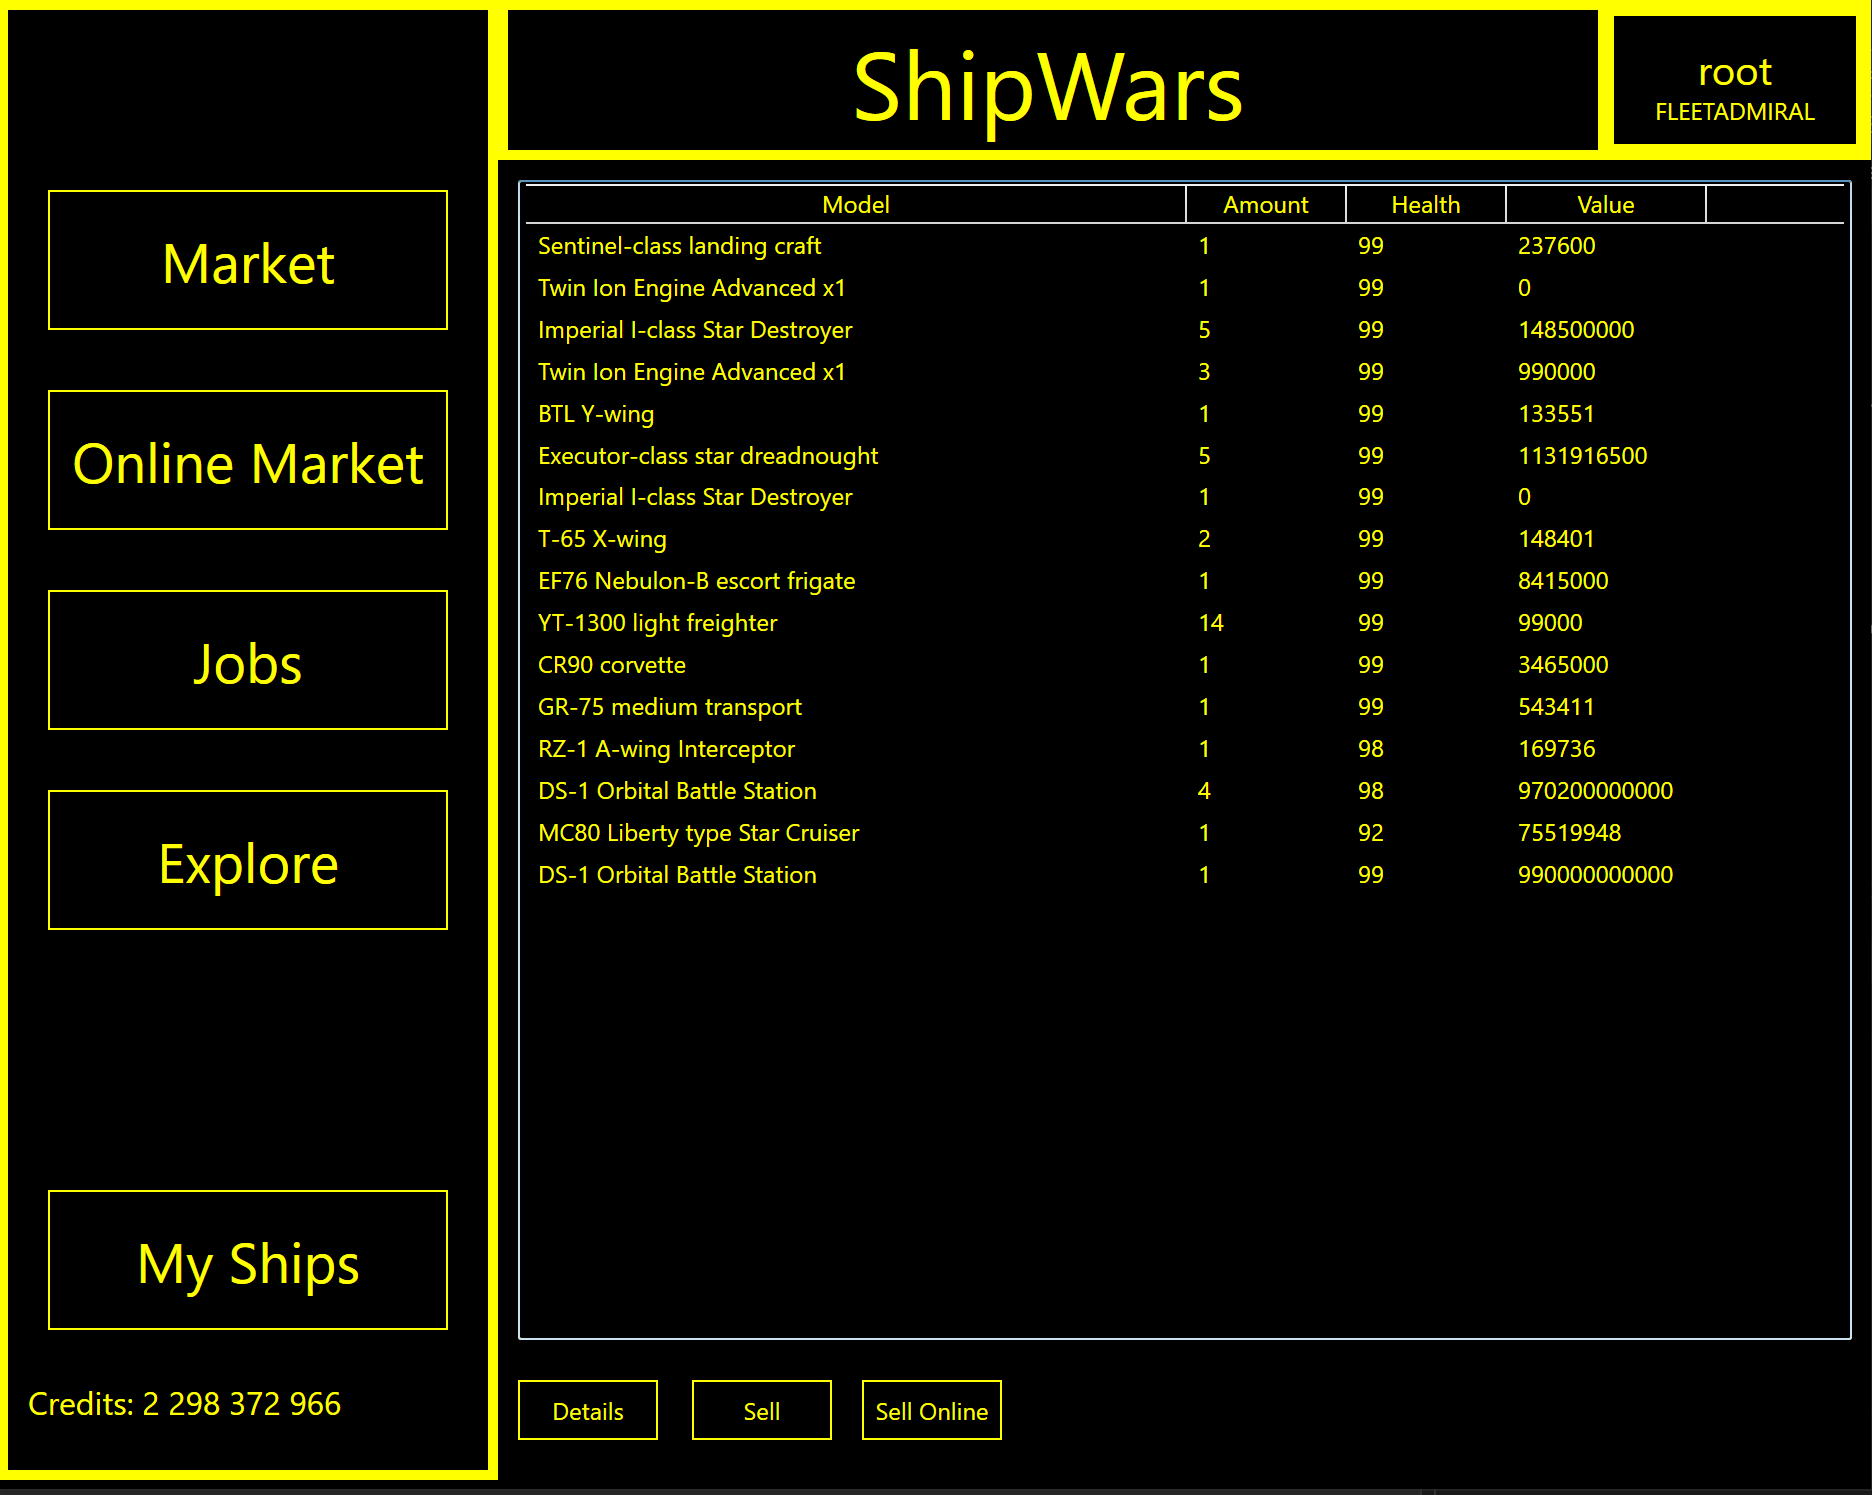 ShipWars
root
FLEETADMIRAL
Market
Online Market
Jobs
Explore
My Ships
Credits: 2 298 372 966
Model Amount Health Value
Sentinel-class landing craft 1 99 237600
Twin Ion Engine Advanced x1 1 99 0
Imperial I-class Star Destroyer 5 99 148500000
Twin Ion Engine Advanced x1 3 99 990000
BTL Y-wing 1 99 133551
Executor-class star dreadnought 5 99 1131916500
Imperial I-class Star Destroyer 1 99 0
T-65 X-wing 2 99 148401
EF76 Nebulon-B escort frigate 1 99 8415000
YT-1300 light freighter 14 99 99000
CR90 corvette 1 99 3465000
GR-75 medium transport 1 99 543411
RZ-1 A-wing Interceptor 1 98 169736
DS-1 Orbital Battle Station 4 98 970200000000
MC80 Liberty type Star Cruiser 1 92 75519948
DS-1 Orbital Battle Station 1 99 990000000000
Details Sell Sell Online